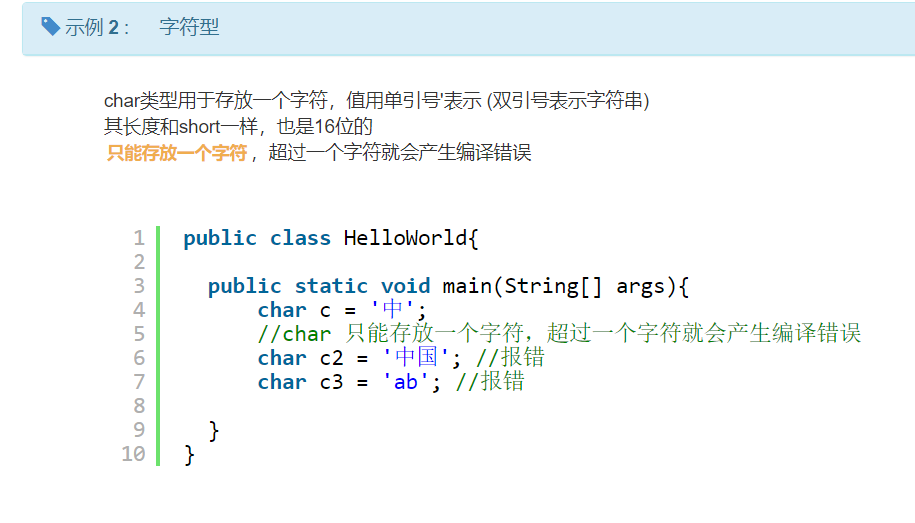 示例 2 : 字符型
char类型用于存放一个字符，值用单引号'表示 (双引号表示字符串)
其长度和short一样，也是16位的
只能存放一个字符，超过一个字符就会产生编译错误
1 public class HelloWorld{
2
3 public static void main(String[] args){
4 char c = '中';
5 //char 只能存放一个字符，超过一个字符就会产生编译错误
6 char c2 = '中国'; //报错
7 char c3 = 'ab'; //报错
8
9 }
10 }